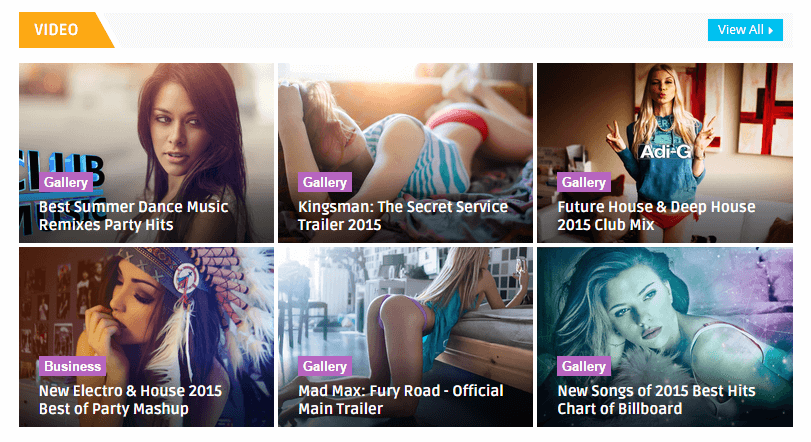 VIDEO
View All
CLUB
MUSIC
Adi-G
Gallery
Best Summer Dance Music
Remixes Party Hits
Gallery
Kingsman: The Secret Service
Trailer 2015
Gallery
Future House & Deep House
2015 Club Mix
Business
New Electro & House 2015
Best of Party Mashup
Gallery
Mad Max: Fury Road - Official
Main Trailer
Gallery
New Songs of 2015 Best Hits
Chart of Billboard